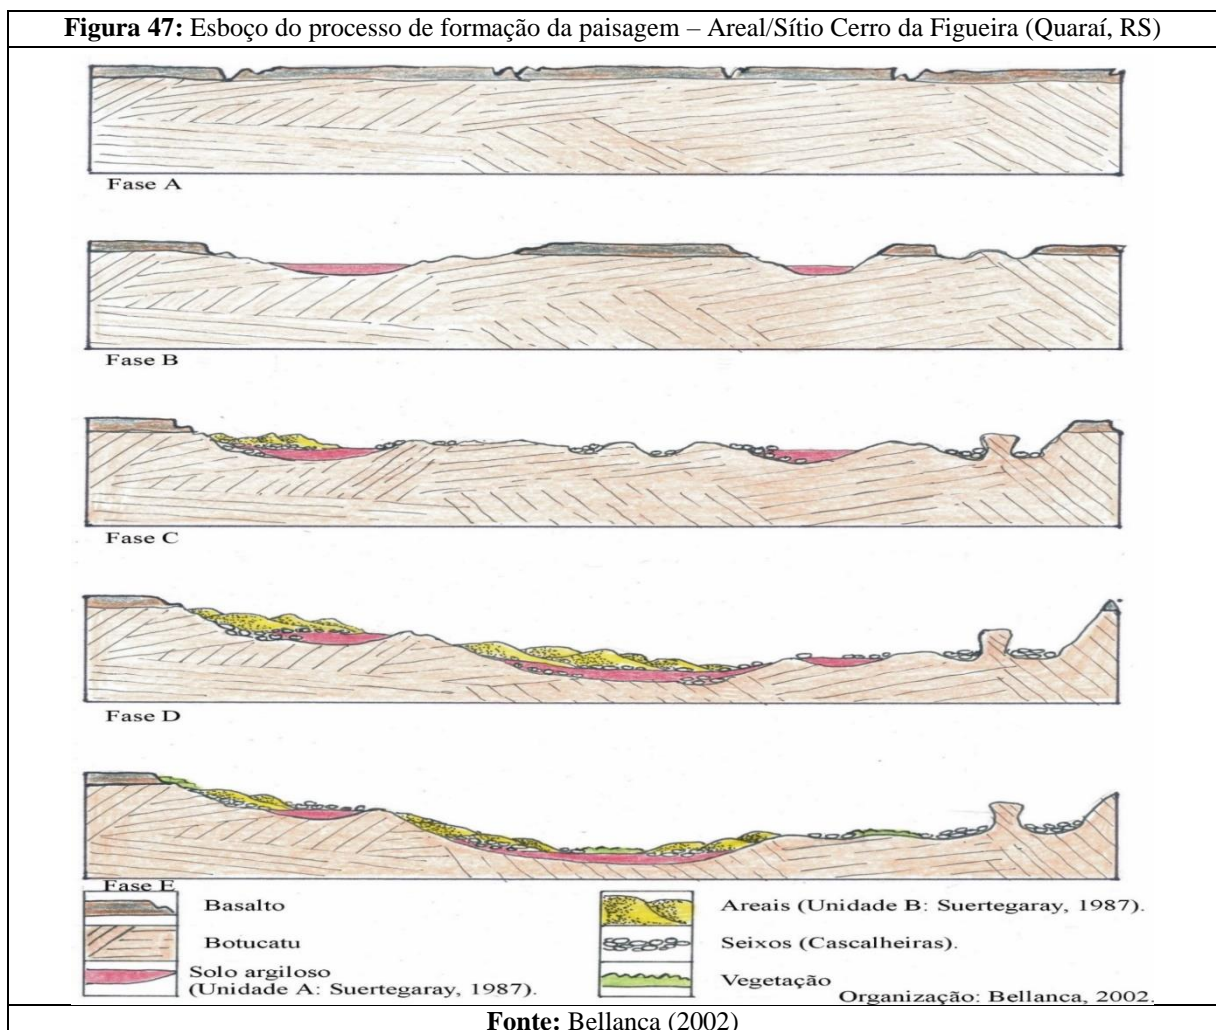 Figura 47: Esboço do processo de formação da paisagem – Areal/Sítio Cerro da Figueira (Quaraí, RS)
Fase A
Fase B
Fase C
Fase D
Fase E
Basalto
Botucatu
Solo argiloso
(Unidade A: Suertegaray, 1987).
Areais (Unidade B: Suertegaray, 1987).
Seixos (Cascalheiras).
Vegetação
Organização: Bellanca, 2002.
Fonte: Bellanca (2002)